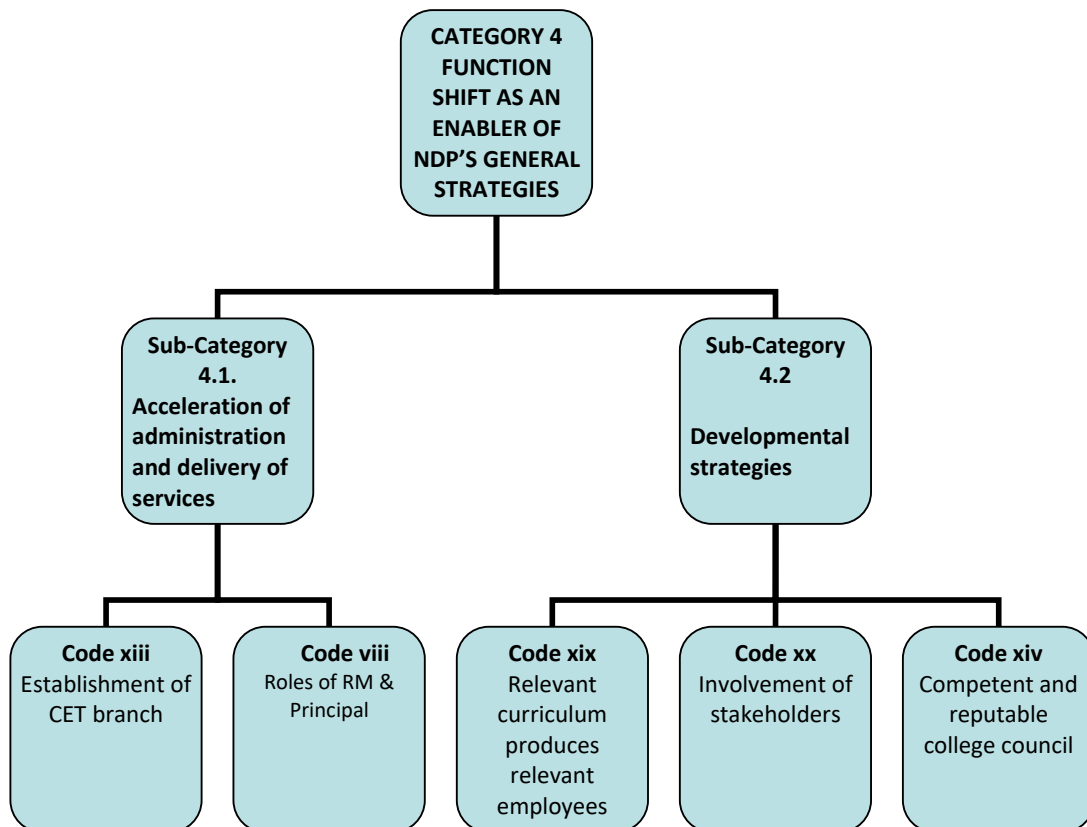 CATEGORY 4
FUNCTION
SHIFT AS AN
ENABLER OF
NDP’S GENERAL
STRATEGIES
Sub-Category
4.1.
Acceleration of
administration
and delivery of
services
Sub-Category
4.2
Developmental
strategies
Code xiii
Establishment of
CET branch
Code viii
Roles of RM &
Principal
Code xix
Relevant
curriculum
produces
relevant
employees
Code xx
Involvement of
stakeholders
Code xiv
Competent and
reputable
college council